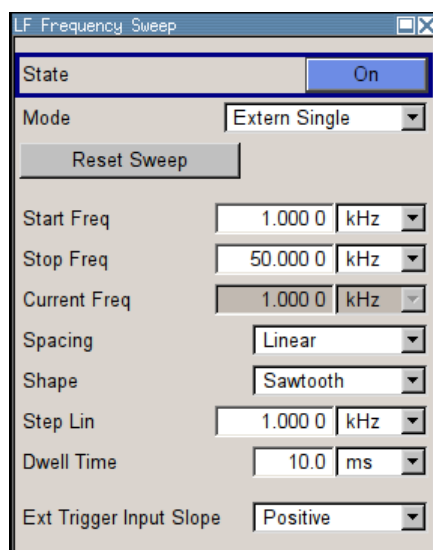 LF Frequency Sweep
State On
Mode Extern Single
Reset Sweep
Start Freq 1.000 0 kHz
Stop Freq 50.000 0 kHz
Current Freq 1.000 0 kHz
Spacing Linear
Shape Sawtooth
Step Lin 1.000 0 kHz
Dwell Time 10.0 ms
Ext Trigger Input Slope Positive